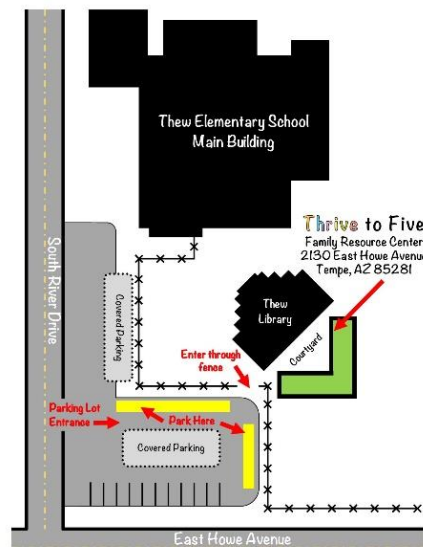 Thew Elementary School
Main Building
Thrive to Five
Family Resource Center
2130 East Howe Avenue
Tempe, AZ 85281
South River Drive
Covered Parking
Thew
Library
Courtyard
Enter through
fence
Parking Lot
Entrance
Park Here
Covered Parking
East Howe Avenue